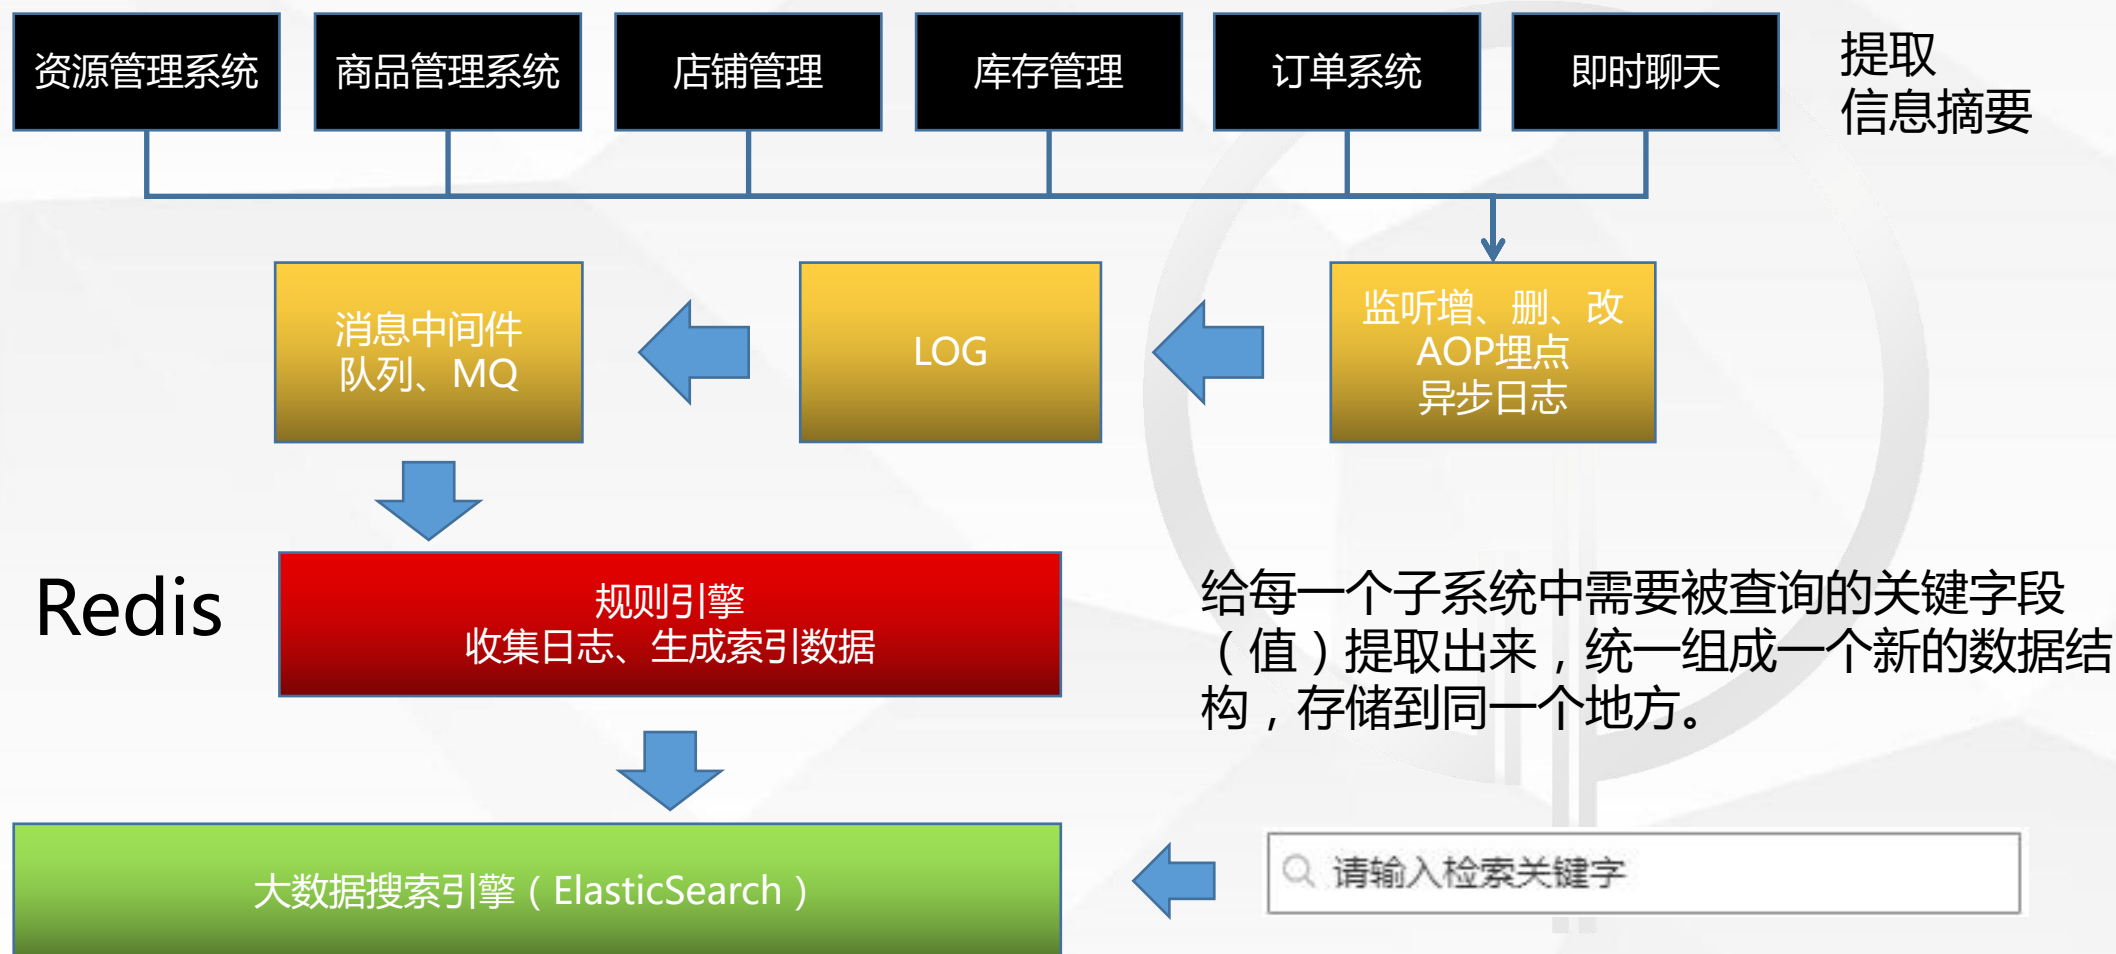 资源管理系统
商品管理系统
店铺管理
库存管理
订单系统
即时聊天
提取
信息摘要
消息中间件
队列、MQ
LOG
监听增、删、改
AOP埋点
异步日志
Redis
规则引擎
收集日志、生成索引数据
给每一个子系统中需要被查询的关键字段
（值）提取出来，统一组成一个新的数据结
构，存储到同一个地方。
大数据搜索引擎（ElasticSearch）
请输入检索关键字